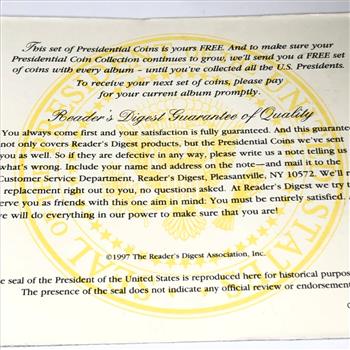 This set of Presidential Coins is yours FREE. And to make sure your
Presidential Coin Collection continues to grow, we'll send you a FREE set
of coins with every album – until you've collected all the U.S. Presidents.
To receive your next set of coins, please pay
for your current album promptly.
Reader's Digest Guarantee of Quality
You always come first and your satisfaction is fully guaranteed. And this guarantee
not only covers Reader's Digest products, but the Presidential Coins we've sent
you as well. So if they are defective in any way, please write us a note telling us
what's wrong. Include your name and address on the note—and mail it to the
Customer Service Department, Reader's Digest, Pleasantville, NY 10572. We'll r
replacement right out to you, no questions asked. At Reader's Digest we try t
erve you as friends with this one aim in mind: You must be entirely satisfied.
we will do everything in our power to make sure that you are!
©1997 The Reader's Digest Association, Inc.
e seal of the President of the United States is reproduced here for historical purpos
The presence of the seal does not indicate any official review or endorsement